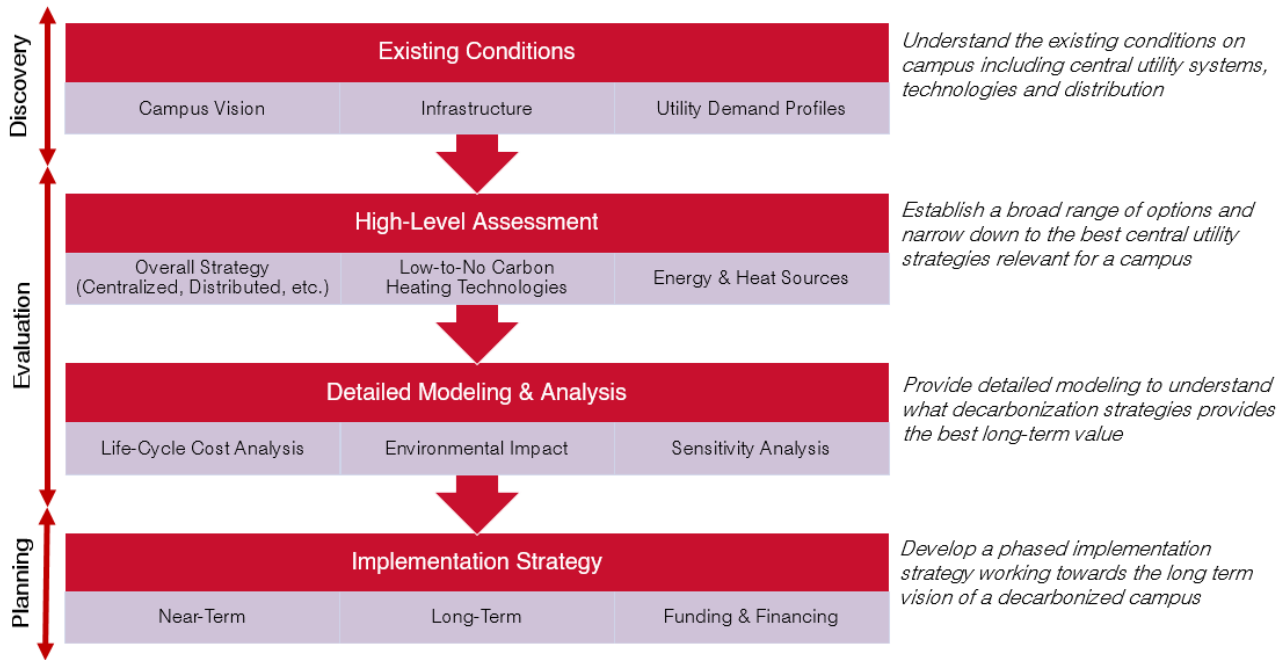 Discovery
Existing Conditions
Campus Vision
Infrastructure
Utility Demand Profiles
Understand the existing conditions on
campus including central utility systems,
technologies and distribution
Evaluation
High-Level Assessment
Overall Strategy
(Centralized, Distributed, etc.)
Low-to-No Carbon
Heating Technologies
Energy & Heat Sources
Establish a broad range of options and
narrow down to the best central utility
strategies relevant for a campus
Detailed Modeling & Analysis
Life-Cycle Cost Analysis
Environmental Impact
Sensitivity Analysis
Provide detailed modeling to understand
what decarbonization strategies provides
the best long-term value
Planning
Implementation Strategy
Near-Term
Long-Term
Funding & Financing
Develop a phased implementation
strategy working towards the long term
vision of a decarbonized campus